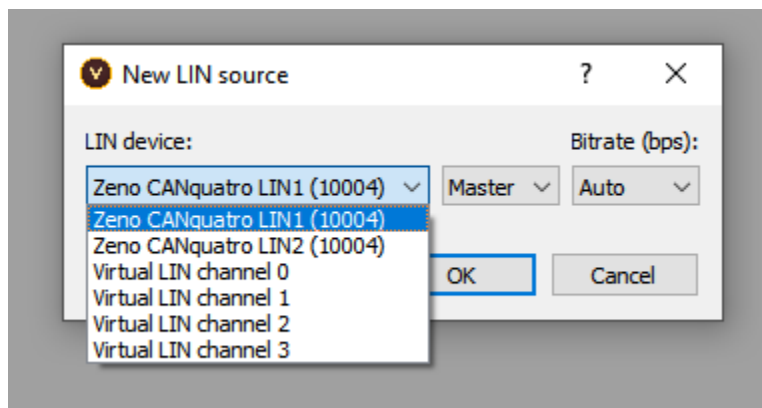 New LIN source ? ×
LIN device: Bitrate (bps):
Zeno CANquatro LIN1 (10004) Master Auto
Zeno CANquatro LIN1 (10004)
Zeno CANquatro LIN2 (10004)
Virtual LIN channel 0
Virtual LIN channel 1
Virtual LIN channel 2
Virtual LIN channel 3
OK Cancel